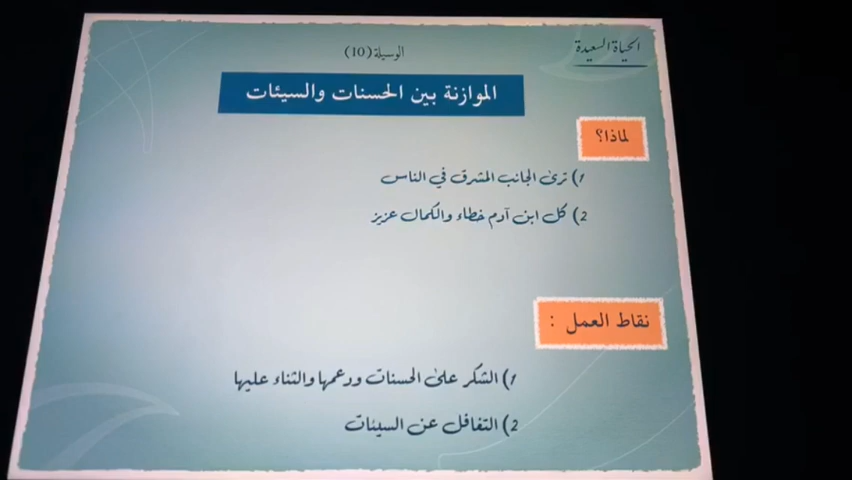 الحياة السعيدة
الوسيلة (10)
الموازنة بين الحسنات والسيئات
لماذا؟
1) ترى الجانب المشرق في الناس
2) كل ابن آدم خطاء والكمال عزيز
نقاط العمل :
1) الشكر على الحسنات ودعمها والثناء عليها
2) التغافل عن السيئات